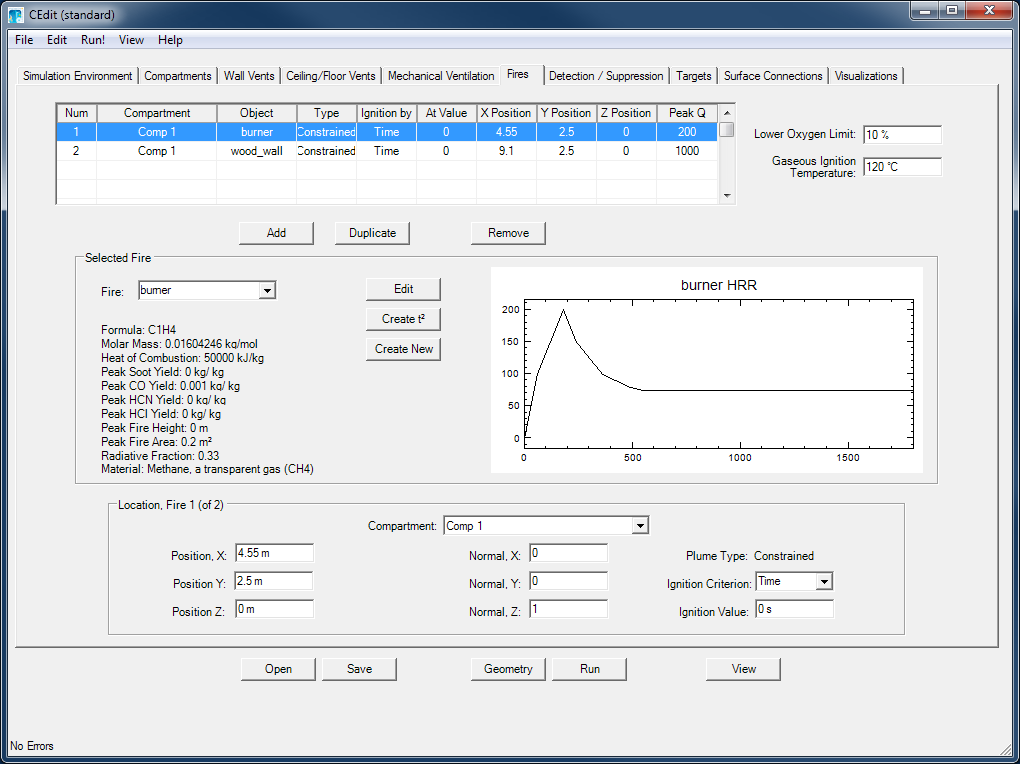 CEdit (standard)
File Edit Run! View Help
Simulation Environment Compartments Wall Vents Ceiling/Floor Vents Mechanical Ventilation Fires Detection / Suppression Targets Surface Connections Visualizations
Num Compartment Object Type Ignition by At Value X Position Y Position Z Position Peak Q
1 Comp 1 burner Constrained Time 0 4.55 2.5 0 200
2 Comp 1 wood_wall Constrained Time 0 9.1 2.5 0 1000
Lower Oxygen Limit: 10 %
Gaseous Ignition
Temperature: 120 °C
Add Duplicate Remove
Selected Fire
Fire: burner
Edit
Create t²
Create New
Formula: C1H4
Molar Mass: 0.01604246 kg/mol
Heat of Combustion: 50000 kJ/kg
Peak Soot Yield: 0 kg/ kg
Peak CO Yield: 0.001 kg/ kg
Peak HCN Yield: 0 kg/ kg
Peak HCl Yield: 0 kg/ kg
Peak Fire Height: 0 m
Peak Fire Area: 0.2 m²
Radiative Fraction: 0.33
Material: Methane, a transparent gas (CH4)
burner HRR
200
150
100
50
0
0 500 1000 1500
Location, Fire 1 (of 2)
Compartment: Comp 1
Position, X: 4.55 m Normal, X: 0 Plume Type: Constrained
Position Y: 2.5 m Normal, Y: 0 Ignition Criterion: Time
Position Z: 0 m Normal, Z: 1 Ignition Value: 0 s
Open Save Geometry Run View
No Errors